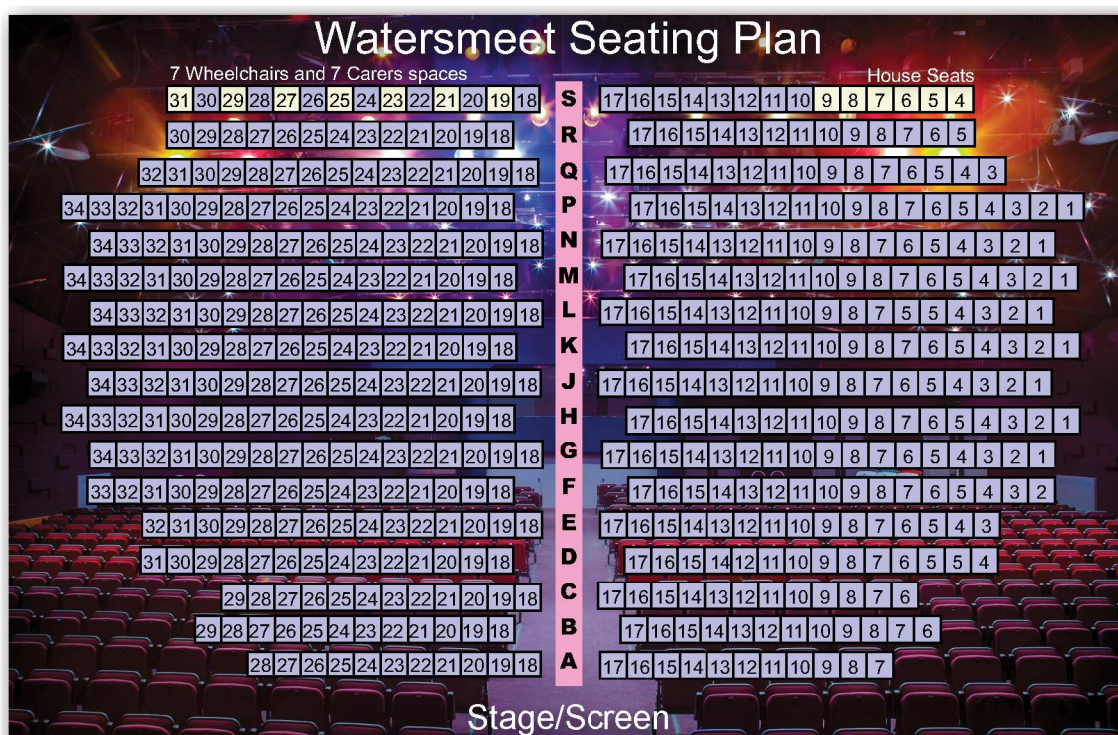 Watersmeet Seating Plan
7 Wheelchairs and 7 Carers spaces House Seats
31 30 29 28 27 26 25 24 23 22 21 20 19 18 S 17 16 15 14 13 12 11 10 9 8 7 6 5 4
30 29 28 27 26 25 24 23 22 21 20 19 18 R 17 16 15 14 13 12 11 10 9 8 7 6 5
32 31 30 29 28 27 26 25 24 23 22 21 20 19 18 Q 17 16 15 14 13 12 11 10 9 8 7 6 5 4 3
34 33 32 31 30 29 28 27 26 25 24 23 22 21 20 19 18 P 17 16 15 14 13 12 11 10 9 8 7 6 5 4 3 2 1
34 33 32 31 30 29 28 27 26 25 24 23 22 21 20 19 18 N 17 16 15 14 13 12 11 10 9 8 7 6 5 4 3 2 1
34 33 32 31 30 29 28 27 26 25 24 23 22 21 20 19 18 M 17 16 15 14 13 12 11 10 9 8 7 6 5 4 3 2 1
34 33 32 31 30 29 28 27 26 25 24 23 22 21 20 19 18 L 17 16 15 14 13 12 11 10 9 8 7 5 5 4 3 2 1
34 33 32 31 30 29 28 27 26 25 24 23 22 21 20 19 18 K 17 16 15 14 13 12 11 10 9 8 7 6 5 4 3 2 1
34 33 32 31 30 29 28 27 26 25 24 23 22 21 20 19 18 J 17 16 15 14 13 12 11 10 9 8 7 6 5 4 3 2 1
34 33 32 31 30 29 28 27 26 25 24 23 22 21 20 19 18 H 17 16 15 14 13 12 11 10 9 8 7 6 5 4 3 2 1
34 33 32 31 30 29 28 27 26 25 24 23 22 21 20 19 18 G 17 16 15 14 13 12 11 10 9 8 7 6 5 4 3 2 1
33 32 31 30 29 28 27 26 25 24 23 22 21 20 19 18 F 17 16 15 14 13 12 11 10 9 8 7 6 5 4 3 2
32 31 30 29 28 27 26 25 24 23 22 21 20 19 18 E 17 16 15 14 13 12 11 10 9 8 7 6 5 4 3
31 30 29 28 27 26 25 24 23 22 21 20 19 18 D 17 16 15 14 13 12 11 10 9 8 7 6 5 4
29 28 27 26 25 24 23 22 21 20 19 18 C 17 16 15 14 13 12 11 10 9 8 7 6
29 28 27 26 25 24 23 22 21 20 19 18 B 17 16 15 14 13 12 11 10 9 8 7 6
28 27 26 25 24 23 22 21 20 19 18 A 17 16 15 14 13 12 11 10 9 8 7
Stage/Screen